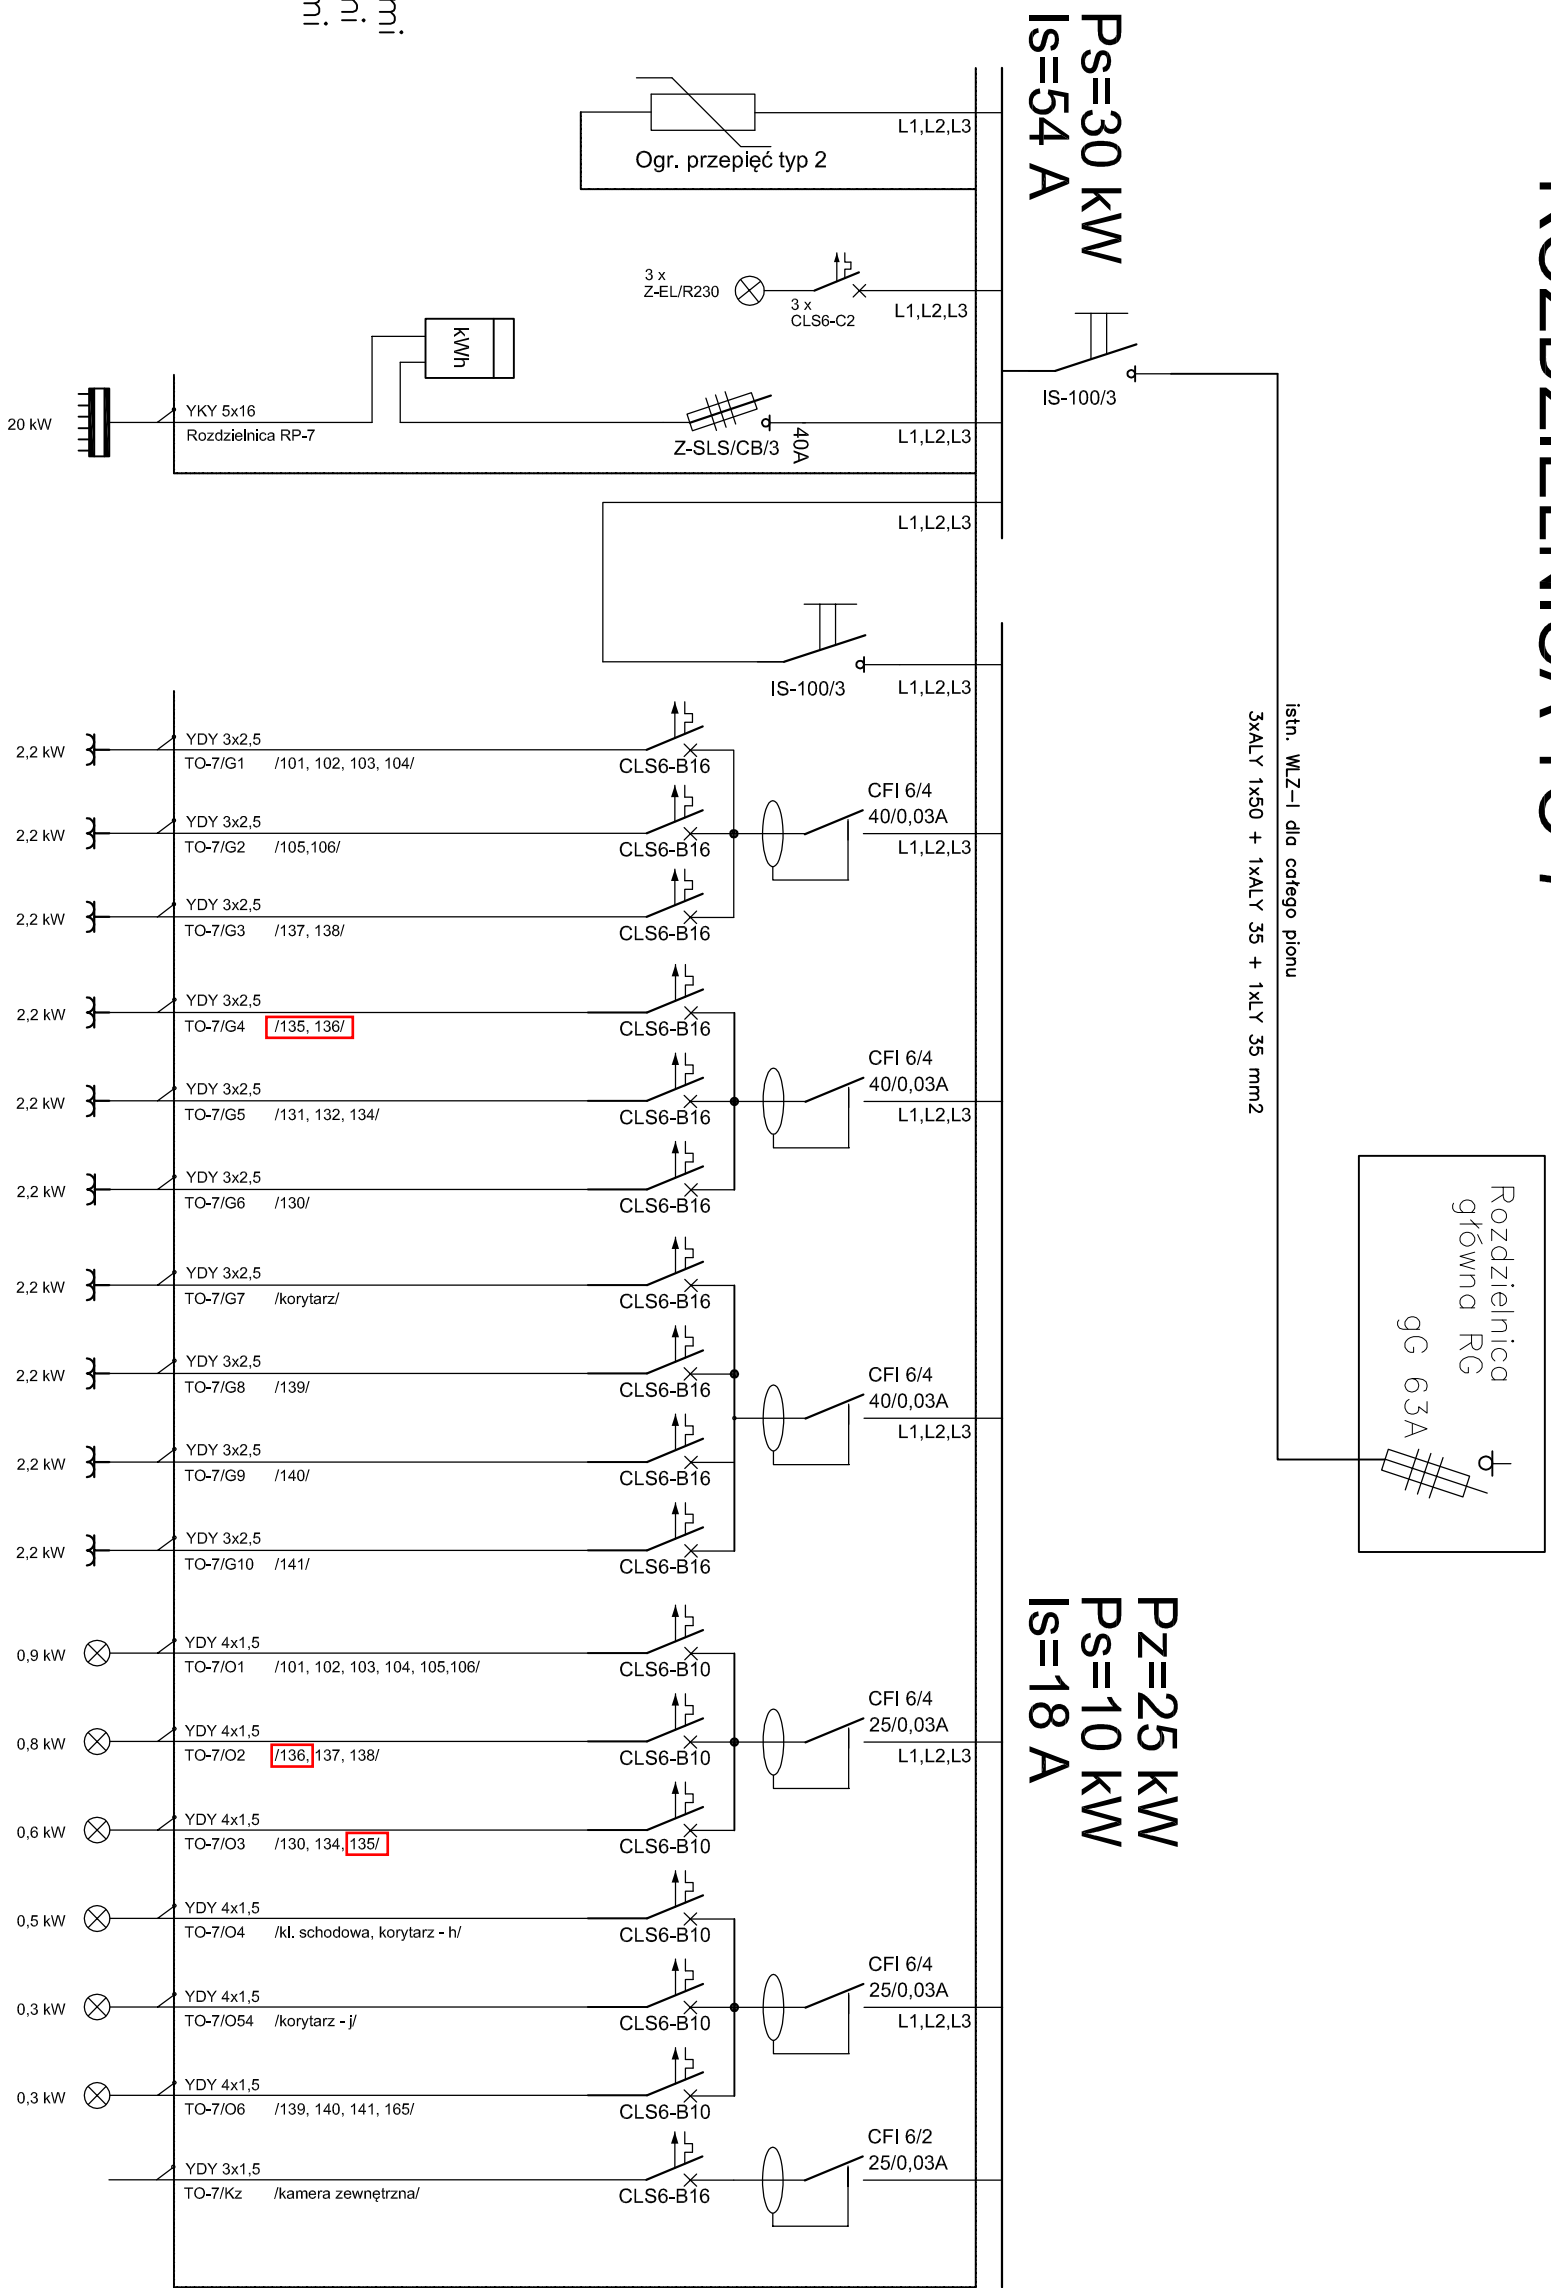 Ps=30 kW
Is=54 A
L1,L2,L3
Ogr. przepięć typ 2
3 x
Z-EL/R230
3 x
CLS6-C2
L1,L2,L3
IS-100/3
kWh
20 kW
YKY 5x16
Rozdzielnica RP-7
Z-SLS/CB/3
40A
L1,L2,L3
L1,L2,L3
IS-100/3
L1,L2,L3
istn. WLZ-I dla całego pionu
3xALY 1x50 + 1xALY 35 + 1xLY 35 mm2
Rozdzielnica
główna RG
gG 63A
2,2 kW
YDY 3x2,5
TO-7/G1 /101, 102, 103, 104/
CLS6-B16
2,2 kW
YDY 3x2,5
TO-7/G2 /105,106/
CLS6-B16
CFI 6/4
40/0,03A
L1,L2,L3
2,2 kW
YDY 3x2,5
TO-7/G3 /137, 138/
CLS6-B16
2,2 kW
YDY 3x2,5
TO-7/G4 /135, 136/
CLS6-B16
2,2 kW
YDY 3x2,5
TO-7/G5 /131, 132, 134/
CLS6-B16
CFI 6/4
40/0,03A
L1,L2,L3
2,2 kW
YDY 3x2,5
TO-7/G6 /130/
CLS6-B16
2,2 kW
YDY 3x2,5
TO-7/G7 /korytarz/
CLS6-B16
2,2 kW
YDY 3x2,5
TO-7/G8 /139/
CLS6-B16
CFI 6/4
40/0,03A
L1,L2,L3
2,2 kW
YDY 3x2,5
TO-7/G9 /140/
CLS6-B16
2,2 kW
YDY 3x2,5
TO-7/G10 /141/
CLS6-B16
Pz=25 kW
Ps=10 kW
Is=18 A
0,9 kW
YDY 4x1,5
TO-7/O1 /101, 102, 103, 104, 105,106/
CLS6-B10
0,8 kW
YDY 4x1,5
TO-7/O2 /136, 137, 138/
CLS6-B10
CFI 6/4
25/0,03A
L1,L2,L3
0,6 kW
YDY 4x1,5
TO-7/O3 /130, 134, 135/
CLS6-B10
0,5 kW
YDY 4x1,5
TO-7/O4 /kl. schodowa, korytarz - h/
CLS6-B10
0,3 kW
YDY 4x1,5
TO-7/O54 /korytarz - j/
CLS6-B10
CFI 6/4
25/0,03A
L1,L2,L3
0,3 kW
YDY 4x1,5
TO-7/O6 /139, 140, 141, 165/
CLS6-B10
YDY 3x1,5
TO-7/Kz /kamera zewnętrzna/
CLS6-B16
CFI 6/2
25/0,03A